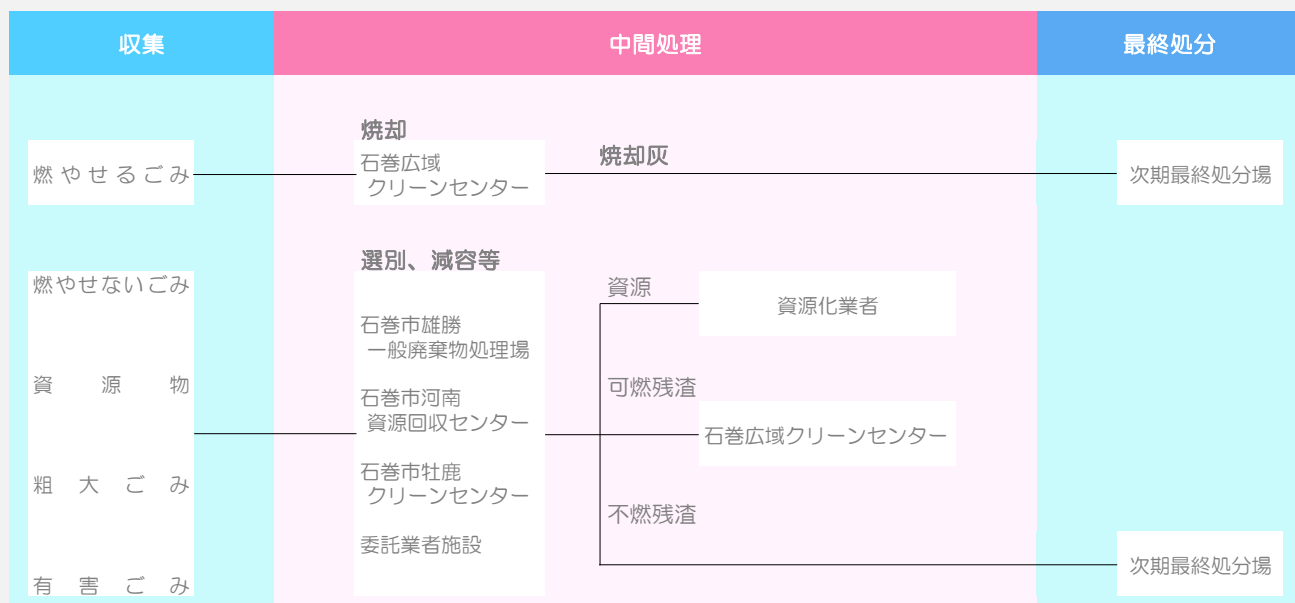 収集
中間処理
最終処分
焼却
燃やせるごみ
石巻広域
クリーンセンター
焼却灰
次期最終処分場
選別、減容等
燃やせないごみ
資源物
粗大ごみ
有害ごみ
石巻市雄勝
一般廃棄物処理場
石巻市河南
資源回収センター
石巻市牡鹿
クリーンセンター
委託業者施設
資源
資源化業者
可燃残渣
石巻広域クリーンセンター
不燃残渣
次期最終処分場